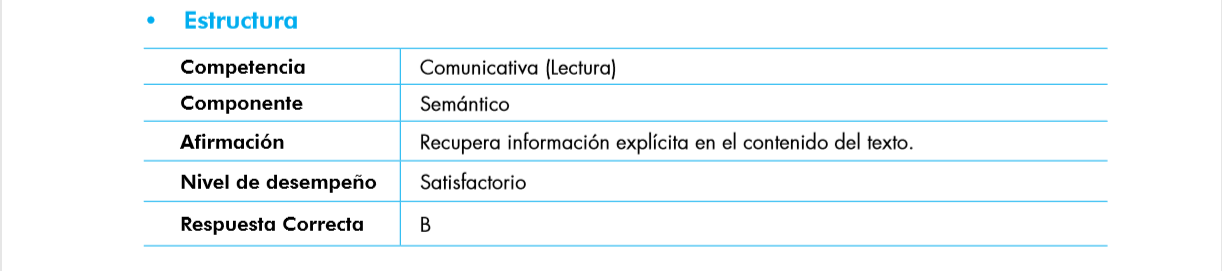 • Estructura
Competencia Comunicativa (Lectura)
Componente Semántico
Afirmación Recupera información explícita en el contenido del texto.
Nivel de desempeño Satisfactorio
Respuesta Correcta B